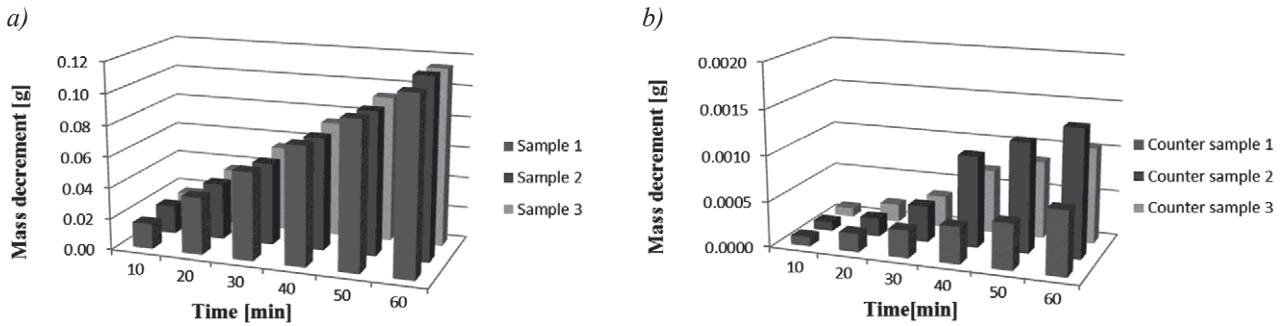 a)
Mass decrement [g]
0.12
0.10
0.08
0.06
0.04
0.02
0.00
10 20 30 40 50 60
Time [min]
Sample 1
Sample 2
Sample 3
b)
Mass decrement [g]
0.0020
0.0015
0.0010
0.0005
0.0000
10 20 30 40 50 60
Time[min]
Counter sample 1
Counter sample 2
Counter sample 3